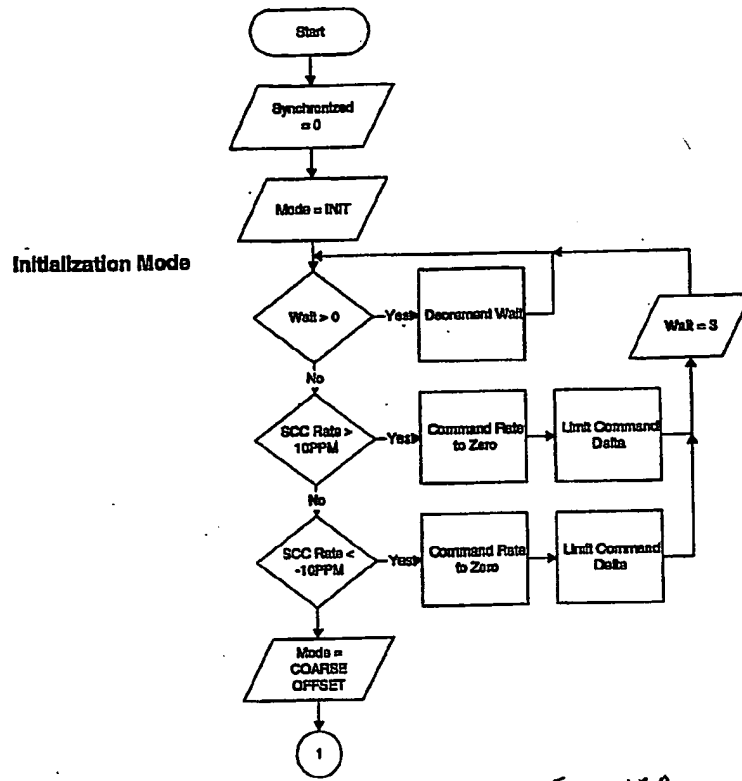 Start
Synchronized
= 0
Mode = INIT
Initialization Mode
Wait > 0
Yes
Decrement Wait
Wait = 3
No
SCC Rate >
10PPM
Yes
Command Rate
to Zero
Limit Command
Delta
No
SCC Rate <
-10PPM
Yes
Command Rate
to Zero
Limit Command
Delta
Mode =
COARSE
OFFSET
1